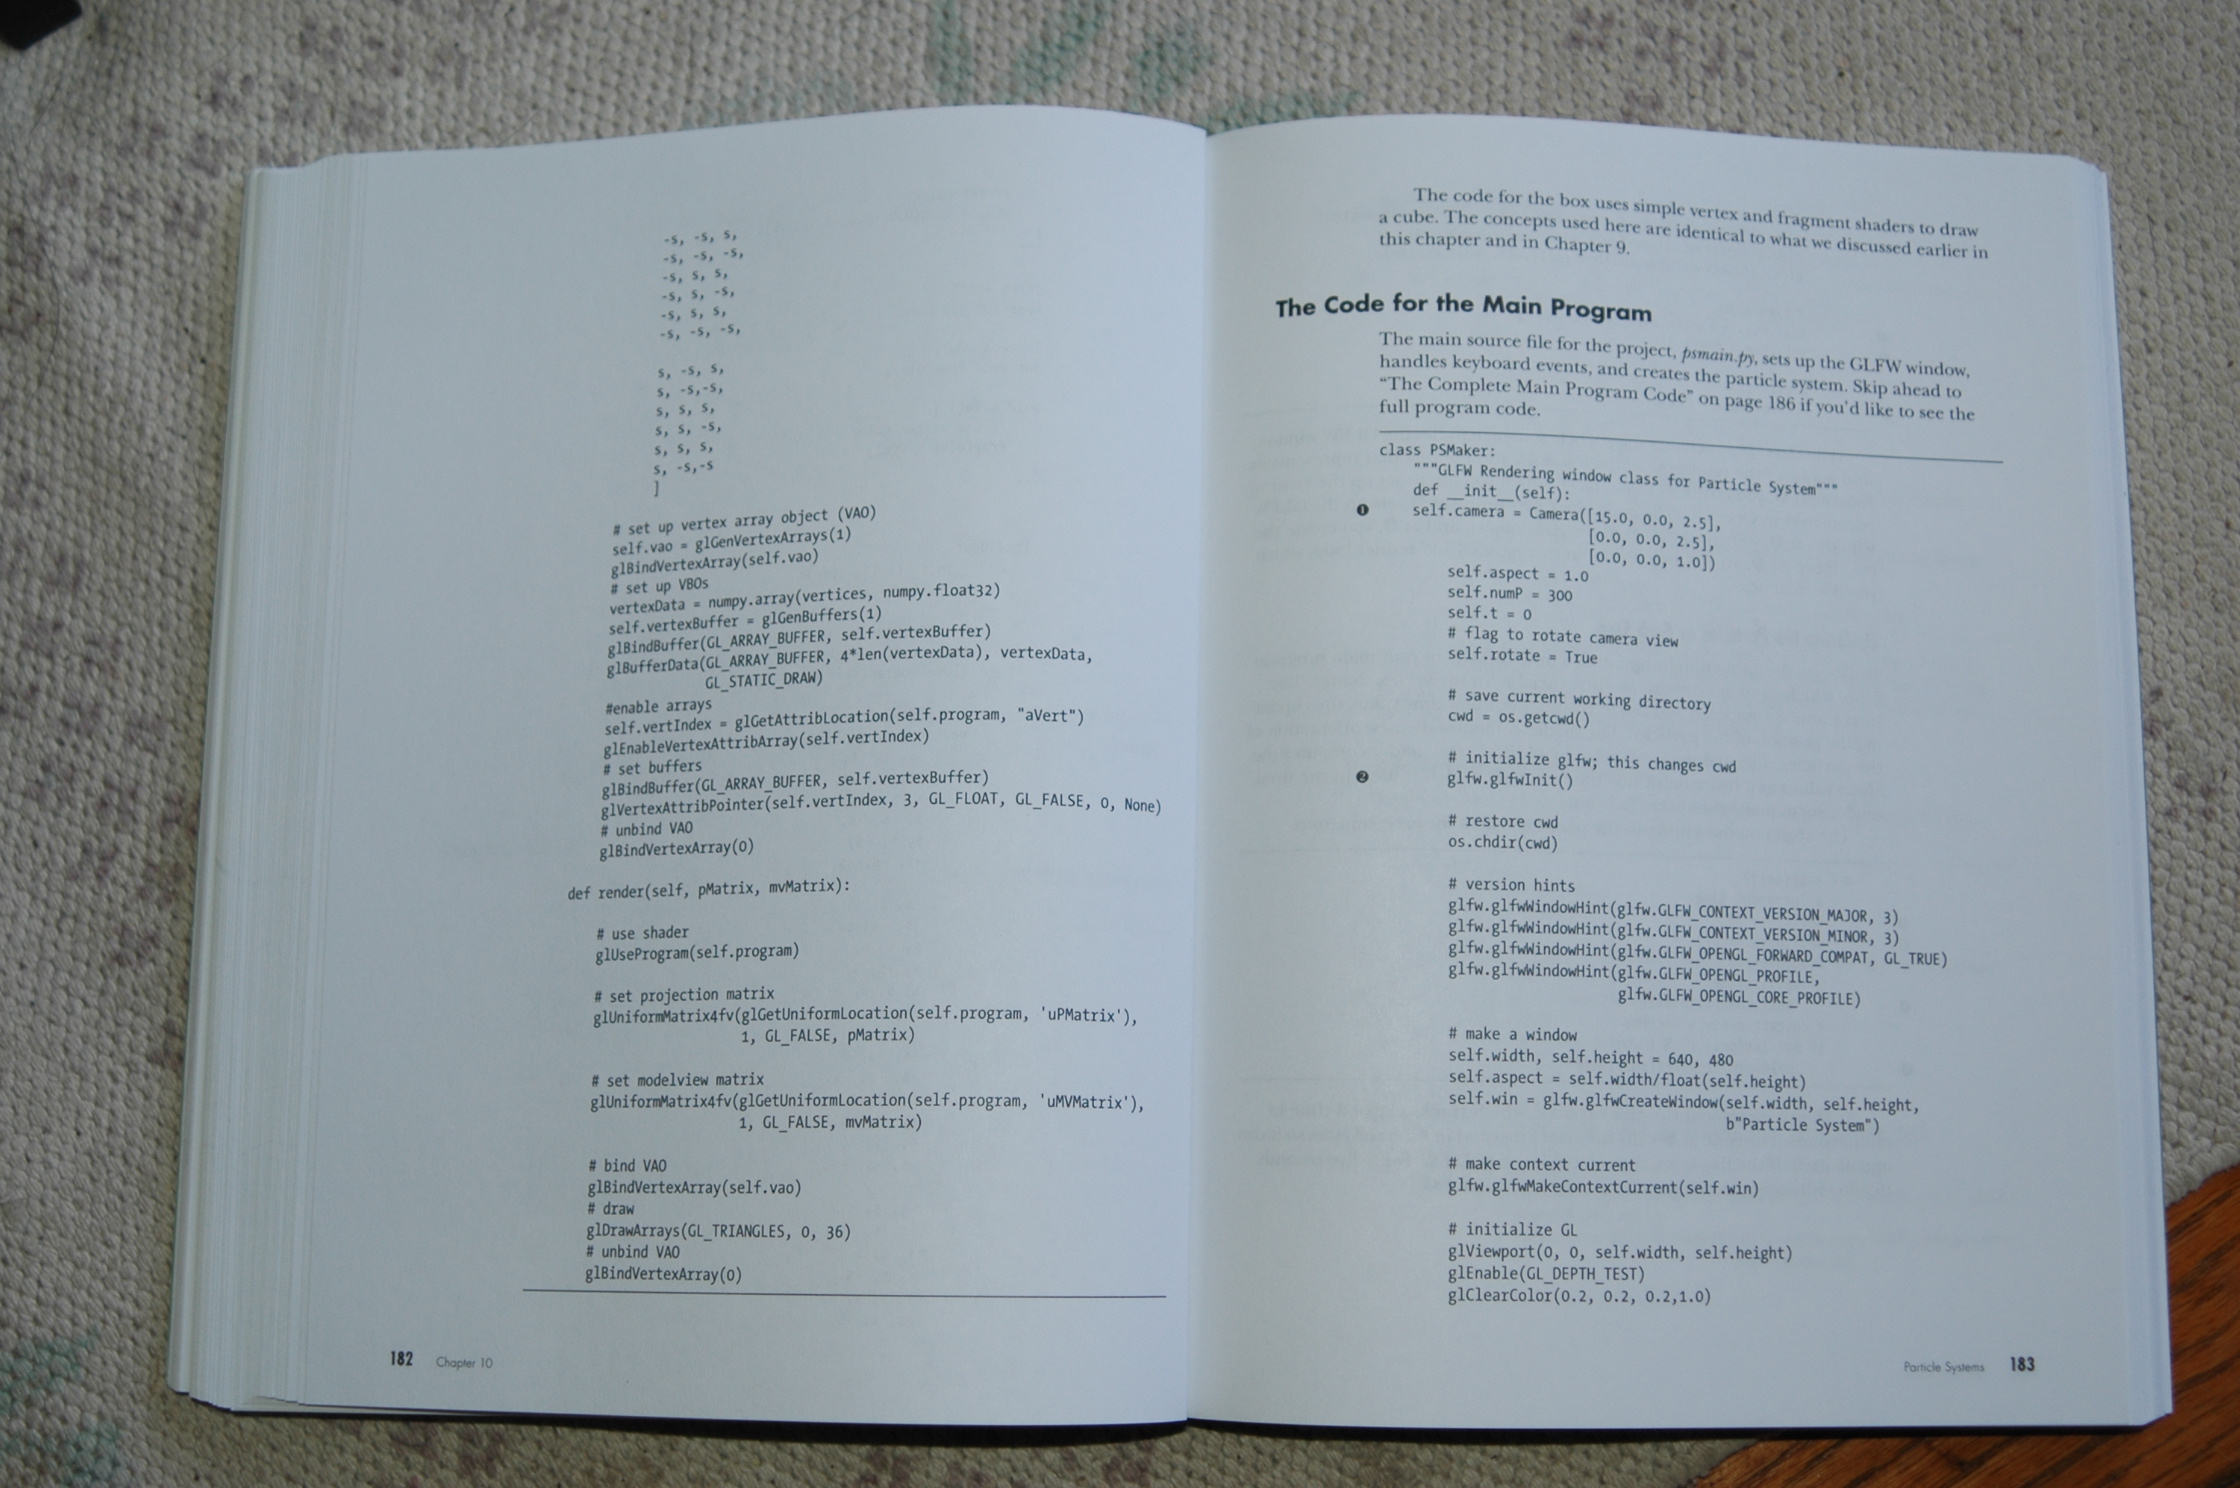 -s, -s, s,
-s, -s, -s,
-s, s, s,
-s, s, -s,
-s, s, s,
-s, -s, -s,
s, -s, s,
s, -s,-s,
s, s, s,
s, s, -s,
s, s, s,
s, -s,-s
]
# set up vertex array object (VAO)
self.vao = glGenVertexArrays(1)
glBindVertexArray(self.vao)
# set up VBOs
vertexData = numpy.array(vertices, numpy.float32)
self.vertexBuffer = glGenBuffers(1)
glBindBuffer(GL_ARRAY_BUFFER, self.vertexBuffer)
glBufferData(GL_ARRAY_BUFFER, 4*len(vertexData), vertexData,
GL_STATIC_DRAW)
#enable arrays
self.vertIndex = glGetAttribLocation(self.program, "aVert")
glEnableVertexAttribArray(self.vertIndex)
# set buffers
glBindBuffer(GL_ARRAY_BUFFER, self.vertexBuffer)
glVertexAttribPointer(self.vertIndex, 3, GL_FLOAT, GL_FALSE, 0, None)
# unbind VAO
glBindVertexArray(0)
def render(self, pMatrix, mvMatrix):
# use shader
glUseProgram(self.program)
# set projection matrix
glUniformMatrix4fv(glGetUniformLocation(self.program, 'uPMatrix'),
1, GL_FALSE, pMatrix)
# set modelview matrix
glUniformMatrix4fv(glGetUniformLocation(self.program, 'uMVMatrix'),
1, GL_FALSE, mvMatrix)
# bind VAO
glBindVertexArray(self.vao)
# draw
glDrawArrays(GL_TRIANGLES, 0, 36)
# unbind VAO
glBindVertexArray(0)
182 Chapter 10
The code for the box uses simple vertex and fragment shaders to draw
a cube. The concepts used here are identical to what we discussed earlier in
this chapter and in Chapter 9.
The Code for the Main Program
The main source file for the project, psmain.py, sets up the GLFW window,
handles keyboard events, and creates the particle system. Skip ahead to
"The Complete Main Program Code" on page 186 if you'd like to see the
full program code.
class PSMaker:
"""GLFW Rendering window class for Particle System"""
def __init__(self):
❶ self.camera = Camera([15.0, 0.0, 2.5],
[0.0, 0.0, 2.5],
[0.0, 0.0, 1.0])
self.aspect = 1.0
self.numP = 300
self.t = 0
# flag to rotate camera view
self.rotate = True
# save current working directory
cwd = os.getcwd()
# initialize glfw; this changes cwd
❷ glfw.glfwInit()
# restore cwd
os.chdir(cwd)
# version hints
glfw.glfwWindowHint(glfw.GLFW_CONTEXT_VERSION_MAJOR, 3)
glfw.glfwWindowHint(glfw.GLFW_CONTEXT_VERSION_MINOR, 3)
glfw.glfwWindowHint(glfw.GLFW_OPENGL_FORWARD_COMPAT, GL_TRUE)
glfw.glfwWindowHint(glfw.GLFW_OPENGL_PROFILE,
glfw.GLFW_OPENGL_CORE_PROFILE)
# make a window
self.width, self.height = 640, 480
self.aspect = self.width/float(self.height)
self.win = glfw.glfwCreateWindow(self.width, self.height,
b"Particle System")
# make context current
glfw.glfwMakeContextCurrent(self.win)
# initialize GL
glViewport(0, 0, self.width, self.height)
glEnable(GL_DEPTH_TEST)
glClearColor(0.2, 0.2, 0.2,1.0)
Particle Systems 183